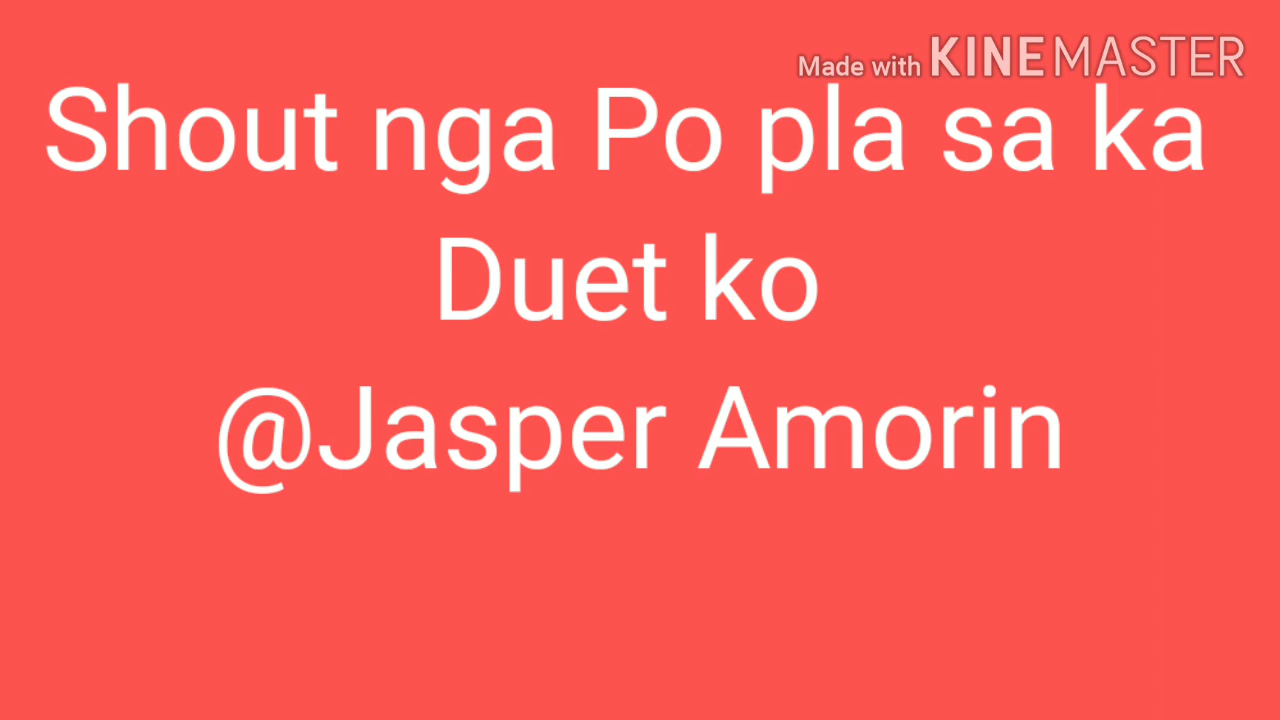 Made with KINEMASTER
Shout nga Po pla sa ka
Duet ko
@Jasper Amorin